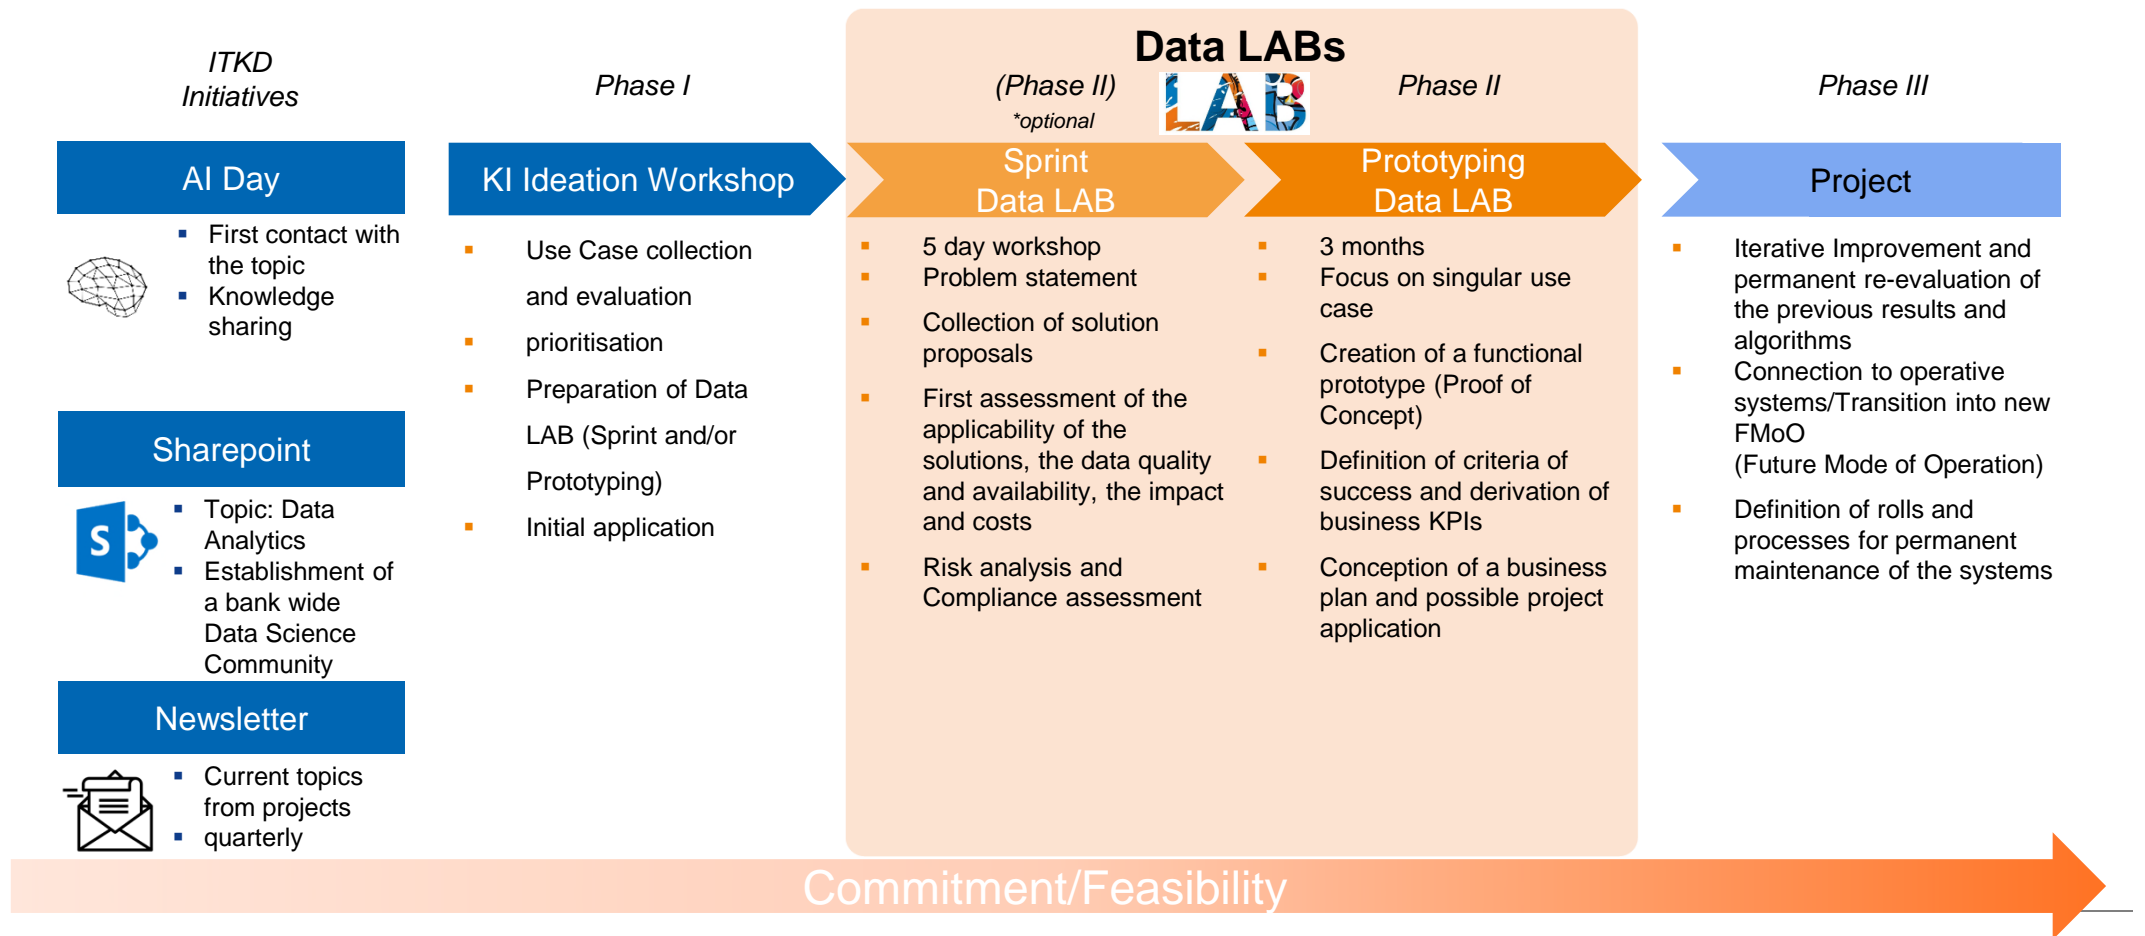 ITKD
Initiatives
AI Day
First contact with
the topic
Knowledge
sharing
Sharepoint
S
Topic: Data
Analytics
Establishment of
a bank wide
Data Science
Community
Newsletter
Current topics
from projects
quarterly
Phase I
KI Ideation Workshop
Use Case collection
and evaluation
prioritisation
Preparation of Data
LAB (Sprint and/or
Prototyping)
Initial application
Data LABs
LAB
(Phase II)
*optional
Sprint
Data LAB
5 day workshop
Problem statement
Collection of solution
proposals
First assessment of the
applicability of the
solutions, the data quality
and availability, the impact
and costs
Risk analysis and
Compliance assessment
Phase II
Prototyping
Data LAB
3 months
Focus on singular use
case
Creation of a functional
prototype (Proof of
Concept)
Definition of criteria of
success and derivation of
business KPIs
Conception of a business
plan and possible project
application
Phase III
Project
Iterative Improvement and
permanent re-evaluation of
the previous results and
algorithms
Connection to operative
systems/Transition into new
FMoO
(Future Mode of Operation)
Definition of rolls and
processes for permanent
maintenance of the systems
Commitment/Feasibility